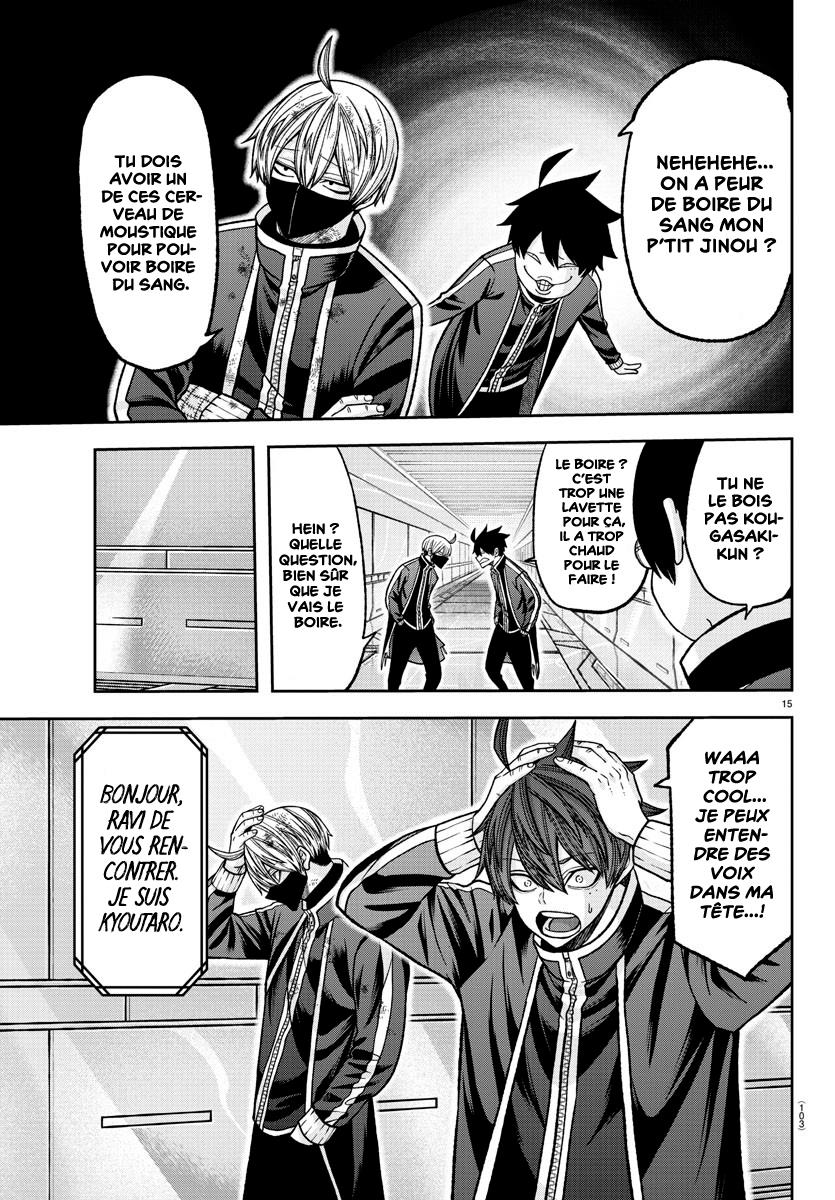 NEHEHEHE...
ON A PEUR
DE BOIRE DU
SANG MON
P'TIT JINOU ?
TU DOIS
AVOIR UN
DE CES CER-
VEAU DE
MOUSTIQUE
POUR POU-
VOIR BOIRE
DU SANG.
TU NE
LE BOIS
PAS KOU-
GASAKI-
KUN ?
LE BOIRE ?
C'EST
TROP UNE
LAVETTE
POUR ÇA,
IL A TROP
CHAUD
POUR LE
FAIRE !
HEIN ?
QUELLE
QUESTION,
BIEN SÛR
QUE JE
VAIS LE
BOIRE.
15
WAAA
TROP
COOL...
JE PEUX
ENTEN-
DRE DES
VOIX
DANS MA
TÊTE...!
BONJOUR,
RAVI DE
VOUS REN-
CONTRER.
JE SUIS
KYOUTARO.
(103)